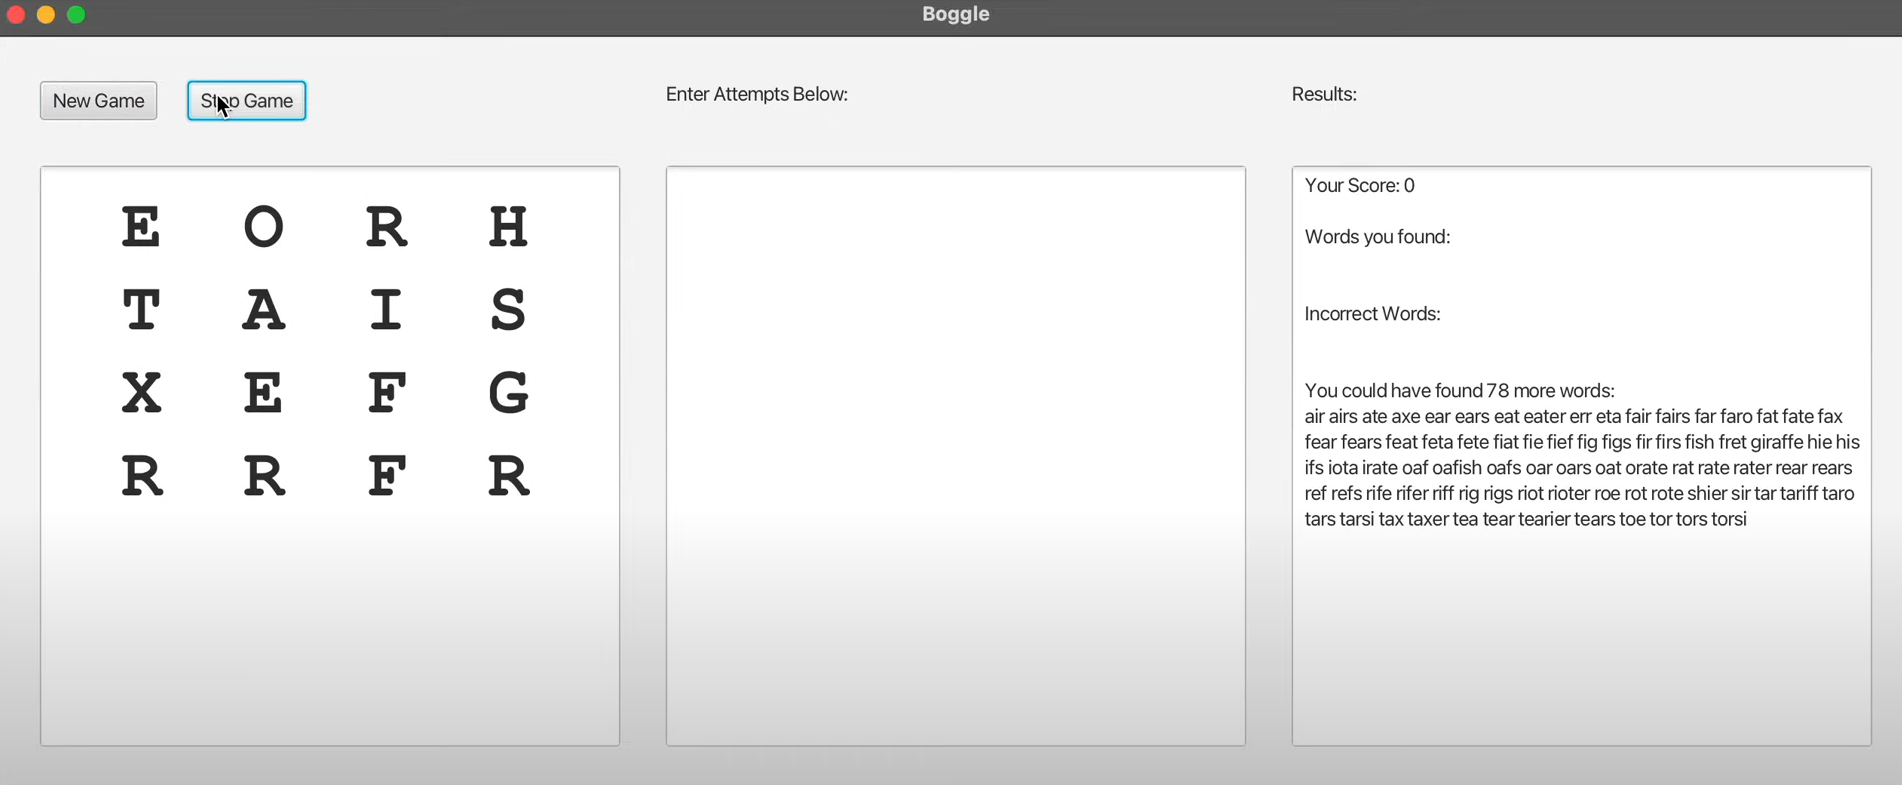 Boggle
New Game
Stop Game
Enter Attempts Below:
Results:
E O R H
T A I S
X E F G
R R F R
Your Score: 0
Words you found:
Incorrect Words:
You could have found 78 more words:
air airs ate axe ear ears eat eater err eta fair fairs far faro fat fate fax
fear fears feat feta fete fiat fie fief fig figs fir firs fish fret giraffe hie his
ifs iota irate oaf oafish oafs oar oars oat orate rat rate rater rear rears
ref refs rife rifer riff rig rigs riot rioter roe rot rote shier sir tar tariff taro
tars tarsi tax taxer tea tear tearier tears toe tor tors torsi